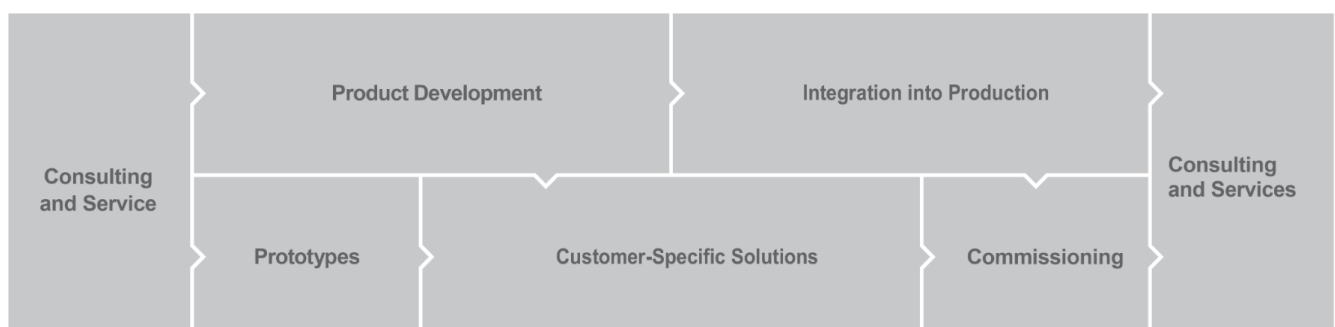 Consulting
and Service
Product Development
Integration into Production
Prototypes
Customer-Specific Solutions
Commissioning
Consulting
and Services